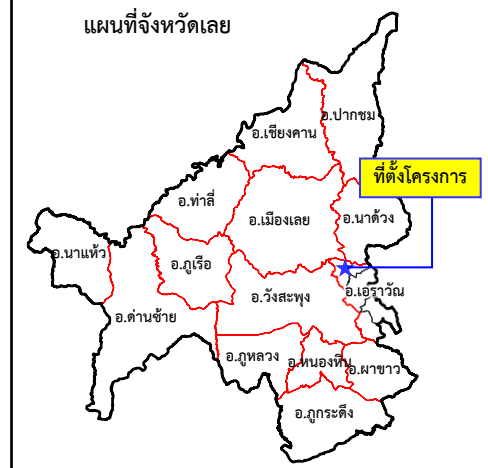 แผนที่จังหวัดเลย
อ.ปากชม
อ.เชียงคาน
ที่ตั้งโครงการ
อ.ท่าลี่
อ.เมืองเลย
อ.นาด้วง
อ.นาแห้ว
อ.ภูเรือ
อ.เอราวัณ
อ.วังสะพุง
อ.ด่านซ้าย
อ.ภูหลวง
อ.หนองหิน
อ.ผาขาว
อ.ภูกระดึง